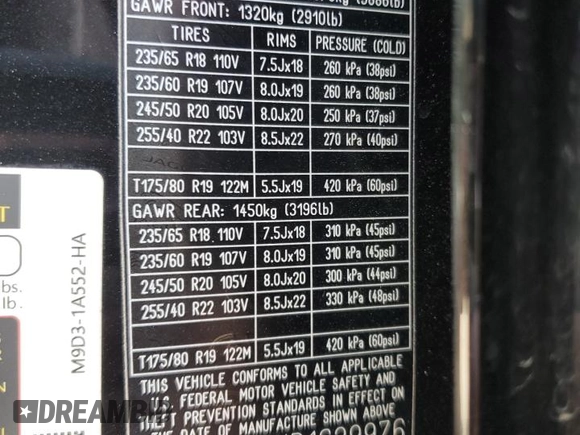 GAWR FRONT: 1320kg (2910lb)
TIRES RIMS PRESSURE (COLD)
235/65 R18 110V 7.5Jx18 260 kPa (38psi)
235/60 R19 107V 8.0Jx19 260 kPa (38psi)
245/50 R20 105V 8.0Jx20 250 kPa (37psi)
255/40 R22 103V 8.5Jx22 270 kPa (40psi)
T175/80 R19 122M 5.5Jx19 420 kPa (60psi)
GAWR REAR: 1450kg (3196lb)
235/65 R18 110V 7.5Jx18 310 kPa (45psi)
235/60 R19 107V 8.0Jx19 310 kPa (45psi)
245/50 R20 105V 8.0Jx20 300 kPa (44psi)
255/40 R22 103V 8.5Jx22 330 kPa (48psi)
T175/80 R19 122M 5.5Jx19 420 kPa (60psi)
THIS VEHICLE CONFORMS TO ALL APPLICABLE
U.S. FEDERAL MOTOR VEHICLE SAFETY AND
THEFT PREVENTION STANDARDS IN EFFECT ON
THE DATE OF MANUFACTURE SHOWN ABOVE
M9D3-1A552-HA
lbs.
lb.